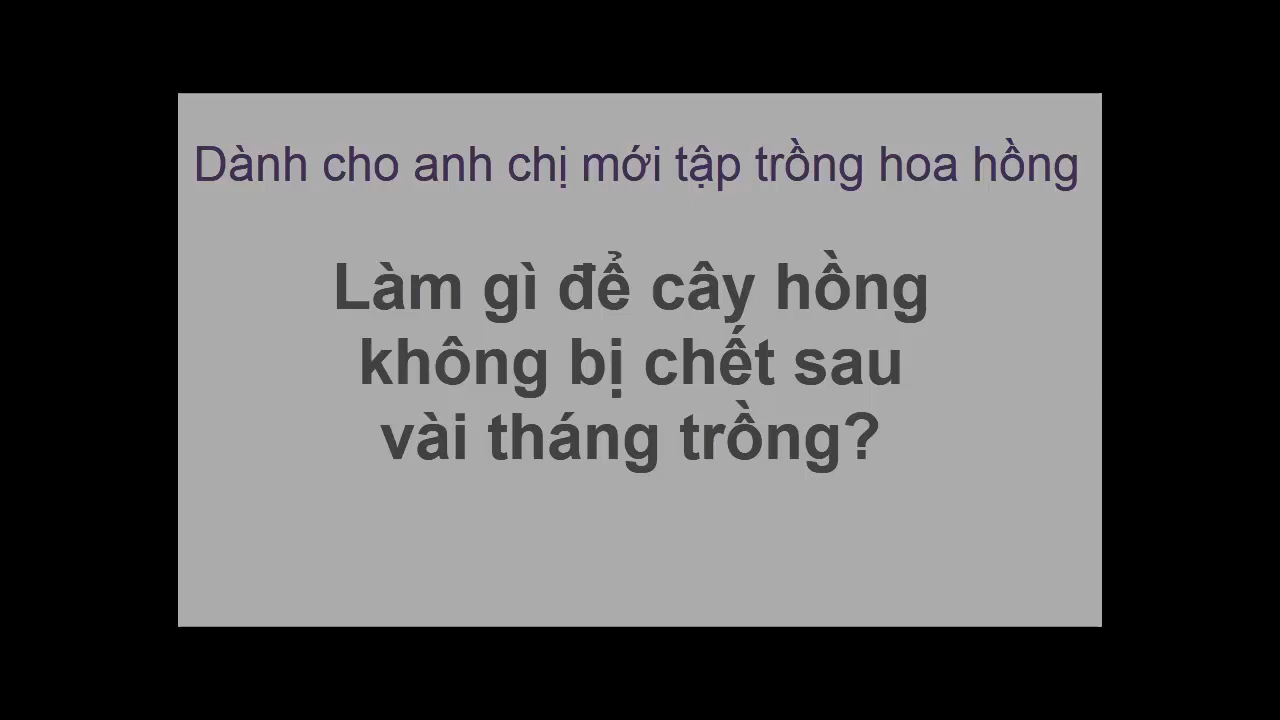 Dành cho anh chị mới tập trồng hoa hồng
Làm gì để cây hồng
không bị chết sau
vài tháng trồng?